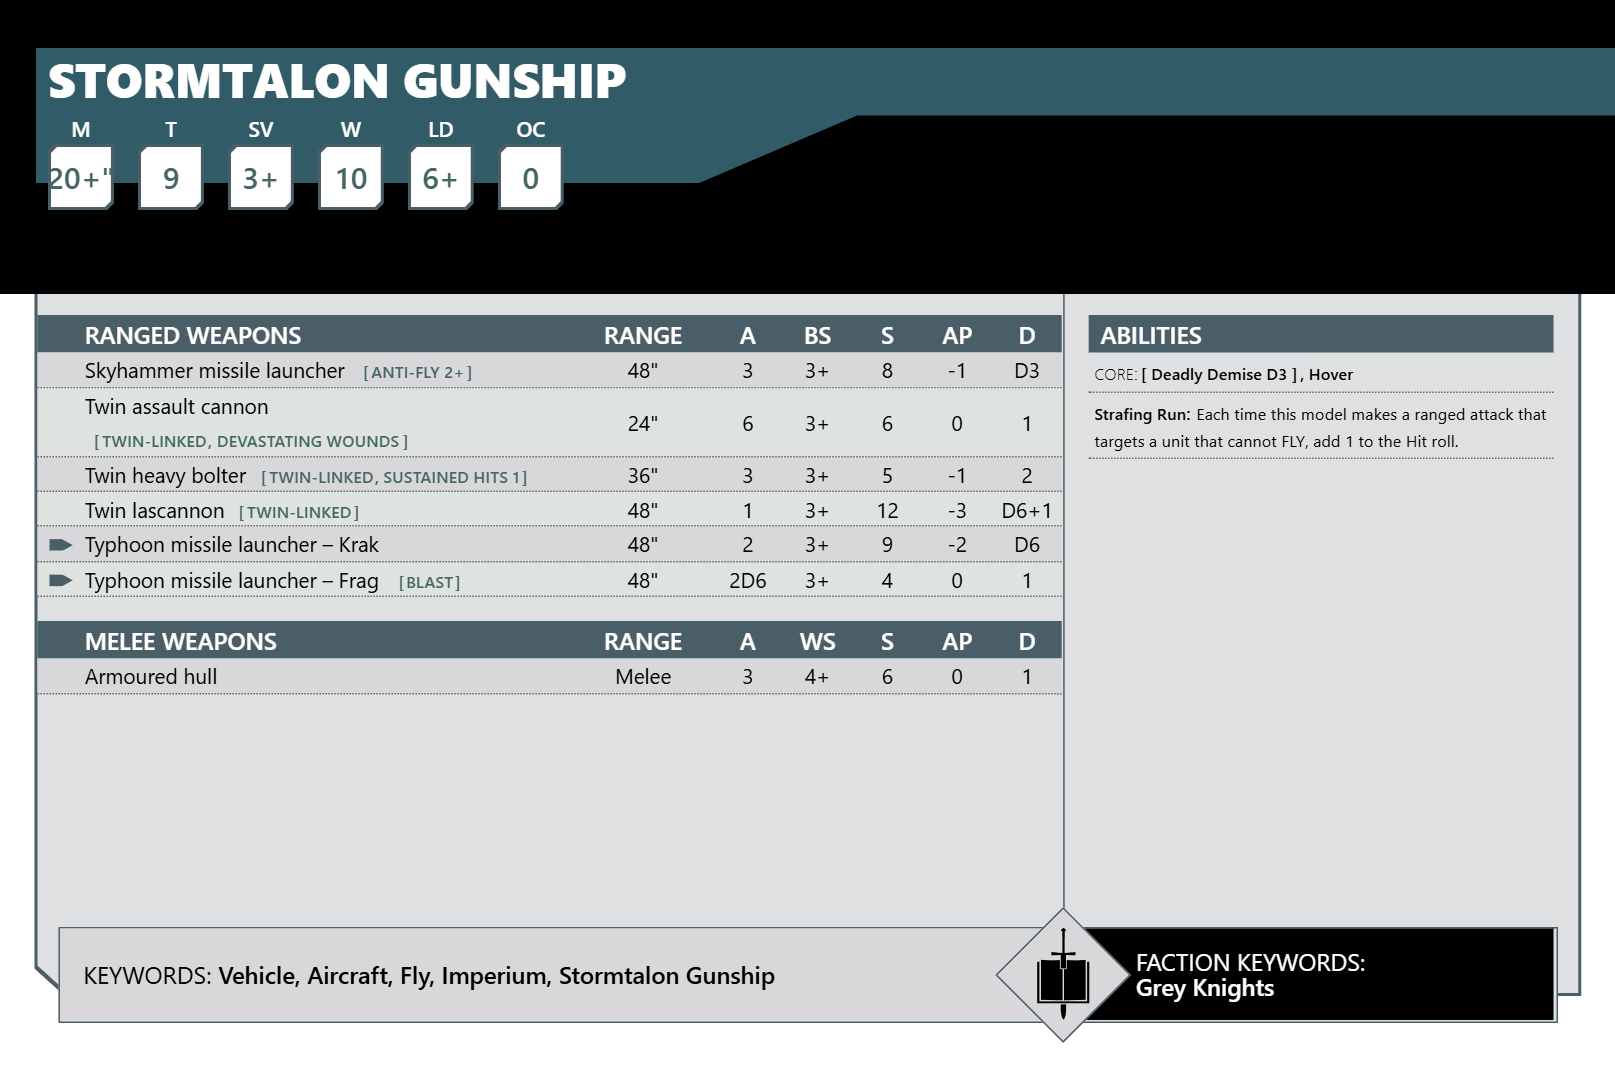 STORMTALON GUNSHIP
M T SV W LD OC
20+" 9 3+ 10 6+ 0
RANGED WEAPONS RANGE A BS S AP D
Skyhammer missile launcher [ANTI-FLY 2+] 48" 3 3+ 8 -1 D3
Twin assault cannon
[TWIN-LINKED, DEVASTATING WOUNDS] 24" 6 3+ 6 0 1
Twin heavy bolter [TWIN-LINKED, SUSTAINED HITS 1] 36" 3 3+ 5 -1 2
Twin lascannon [TWIN-LINKED] 48" 1 3+ 12 -3 D6+1
Typhoon missile launcher – Krak 48" 2 3+ 9 -2 D6
Typhoon missile launcher – Frag [BLAST] 48" 2D6 3+ 4 0 1
MELEE WEAPONS RANGE A WS S AP D
Armoured hull Melee 3 4+ 6 0 1
ABILITIES
CORE: [ Deadly Demise D3 ] , Hover
Strafing Run: Each time this model makes a ranged attack that
targets a unit that cannot FLY, add 1 to the Hit roll.
KEYWORDS: Vehicle, Aircraft, Fly, Imperium, Stormtalon Gunship
FACTION KEYWORDS:
Grey Knights